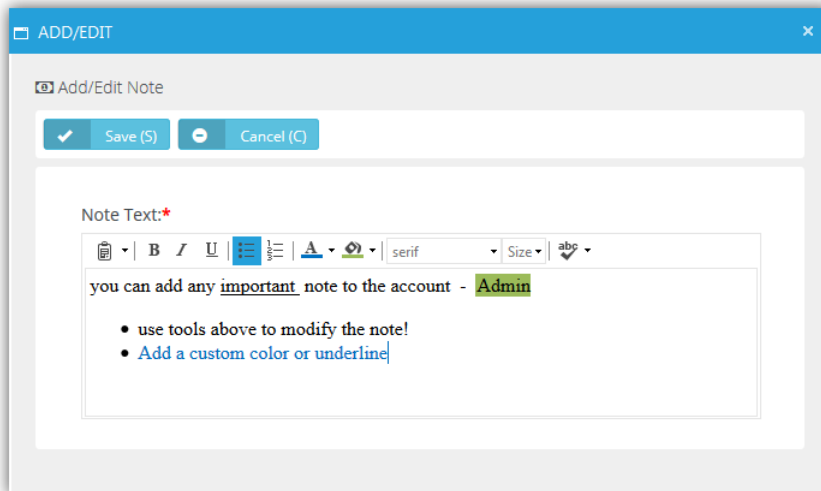 ADD/EDIT
Add/Edit Note
Save (S) Cancel (C)
Note Text:*
B I U A serif Size abc
you can add any important note to the account - Admin
• use tools above to modify the note!
• Add a custom color or underline